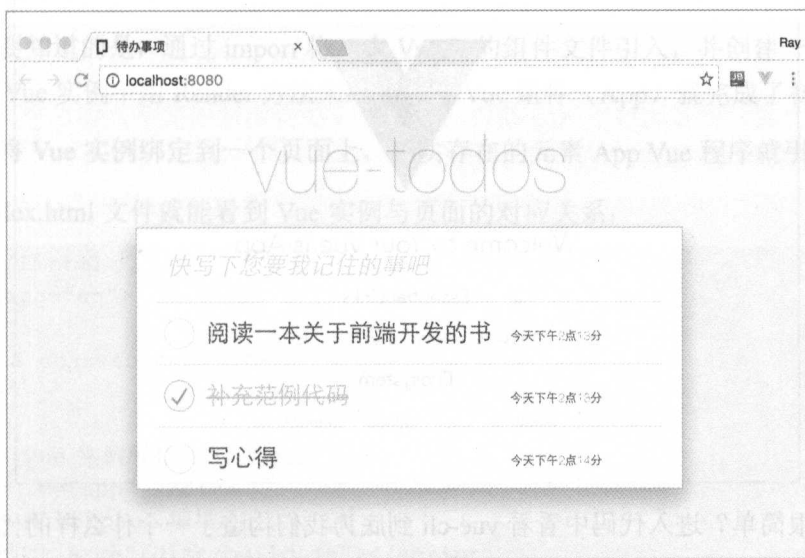 待办事项
Ray
localhost:8080
vue-todos
快写下您要我记住的事吧
阅读一本关于前端开发的书 今天下午2点13分
补充范例代码 今天下午2点13分
写心得 今天下午2点14分